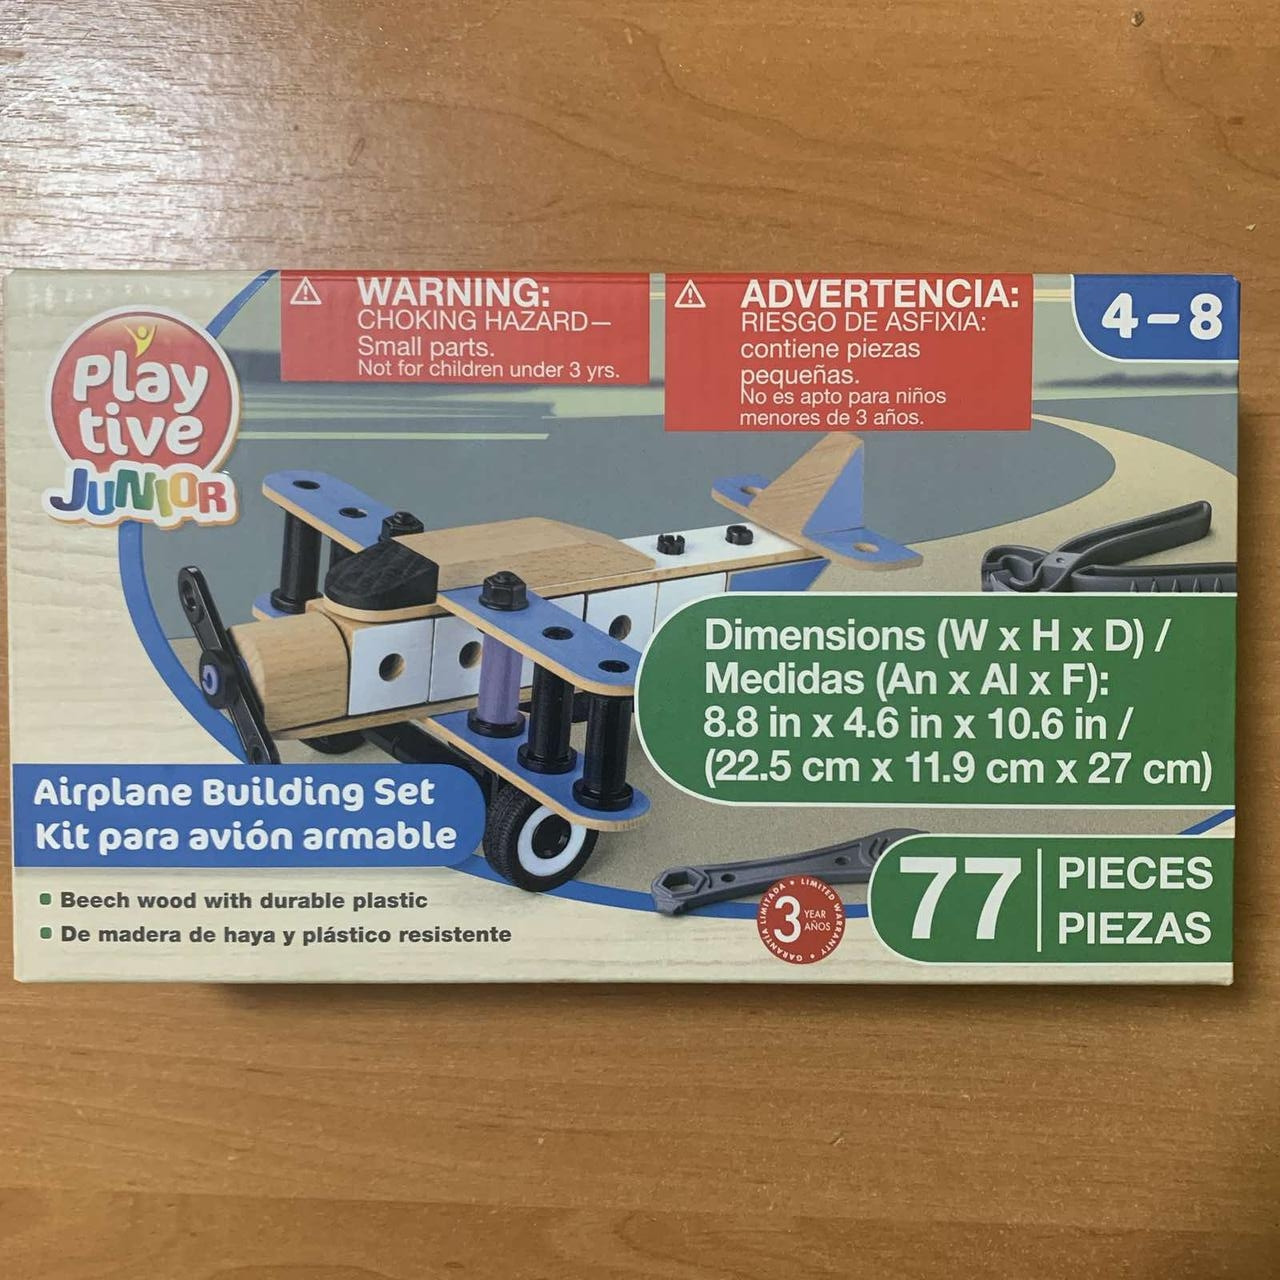 Play
tive
JUNIOR
WARNING:
CHOKING HAZARD—
Small parts.
Not for children under 3 yrs.
ADVERTENCIA:
RIESGO DE ASFIXIA:
contiene piezas
pequeñas.
No es apto para niños
menores de 3 años.
4-8
Dimensions (W x H x D) /
Medidas (An x Al x F):
8.8 in x 4.6 in x 10.6 in /
(22.5 cm x 11.9 cm x 27 cm)
Airplane Building Set
Kit para avión armable
Beech wood with durable plastic
De madera de haya y plástico resistente
LIMITED WARRANTY
3 YEAR
AÑOS
GARANTÍA LIMITADA
77 PIECES
PIEZAS